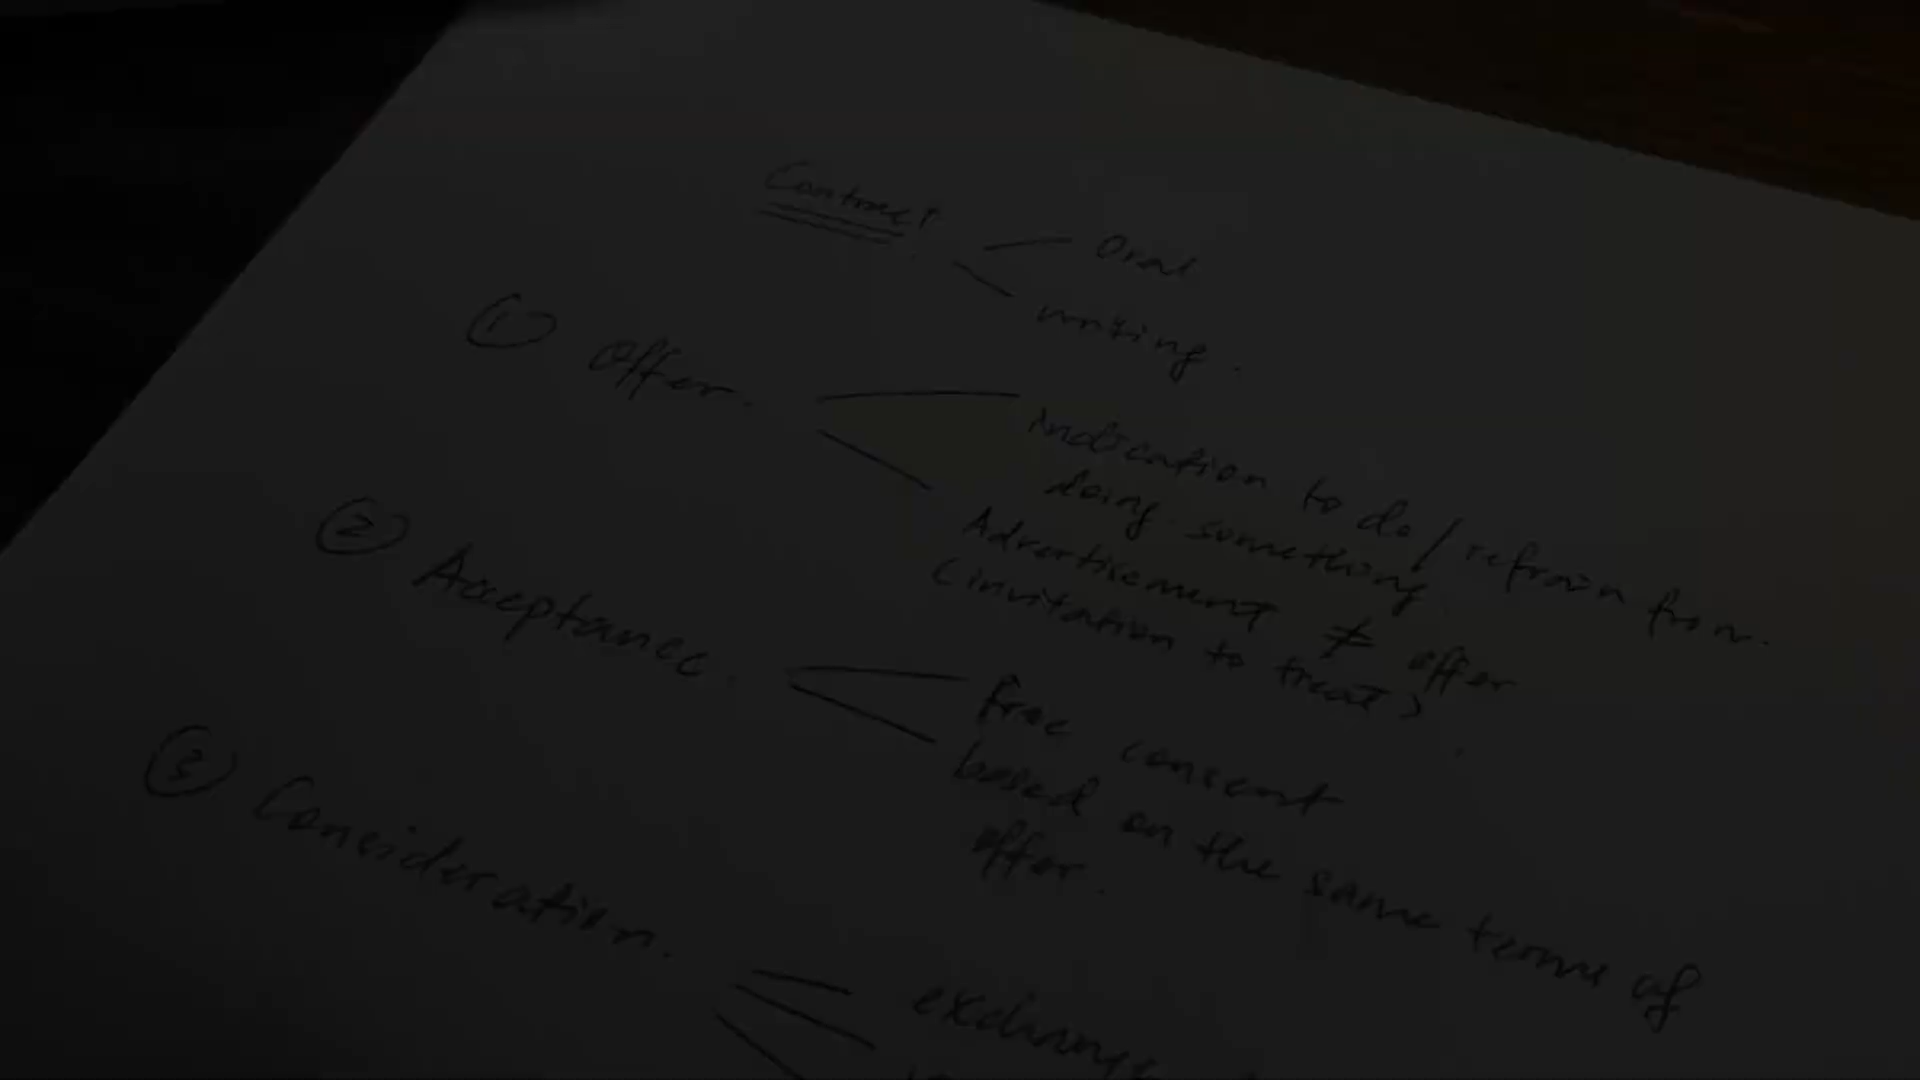 Contract
Oral
writing.
① Offer.
Indication to do / refrain from
doing something
Advertisement ≠ offer
(invitation to treat)
② Acceptance.
free consent
based on the same terms of
offer.
③ Consideration.